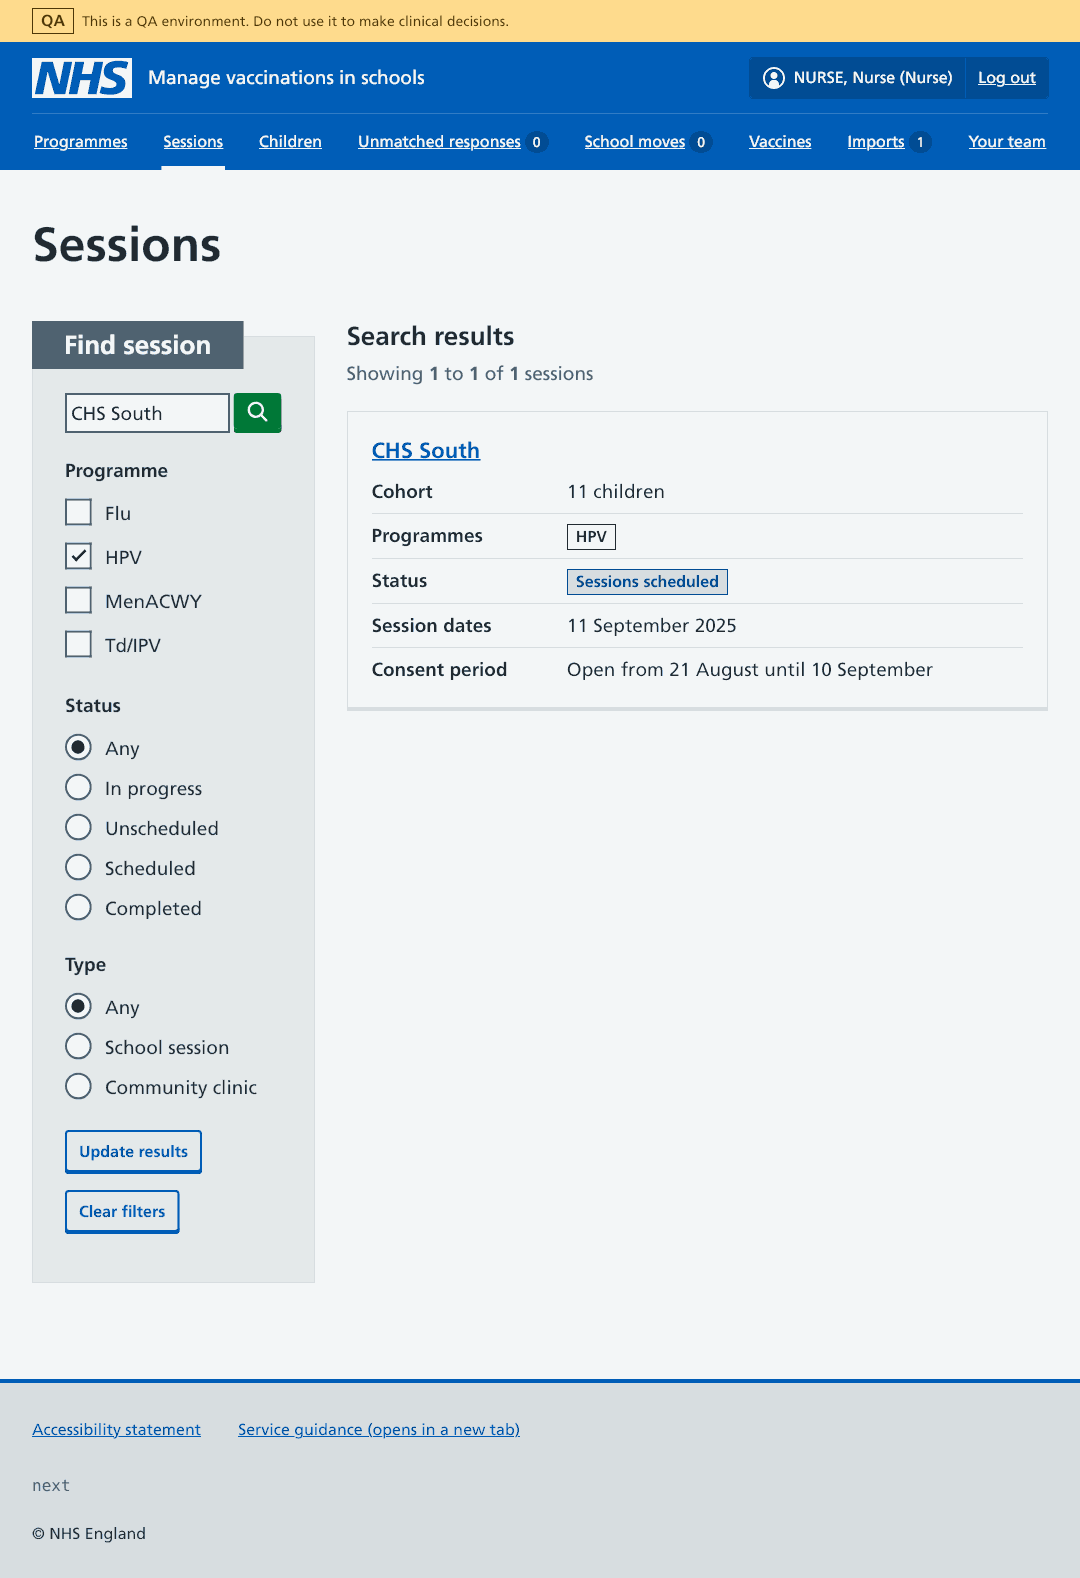 QA This is a QA environment. Do not use it to make clinical decisions.
NHS Manage vaccinations in schools NURSE, Nurse (Nurse) Log out
Programmes Sessions Children Unmatched responses 0 School moves 0 Vaccines Imports 1 Your team
Sessions
Find session
CHS South
Programme
Flu
HPV
MenACWY
Td/IPV
Status
Any
In progress
Unscheduled
Scheduled
Completed
Type
Any
School session
Community clinic
Update results
Clear filters
Search results
Showing 1 to 1 of 1 sessions
CHS South
Cohort 11 children
Programmes HPV
Status Sessions scheduled
Session dates 11 September 2025
Consent period Open from 21 August until 10 September
Accessibility statement Service guidance (opens in a new tab)
next
© NHS England